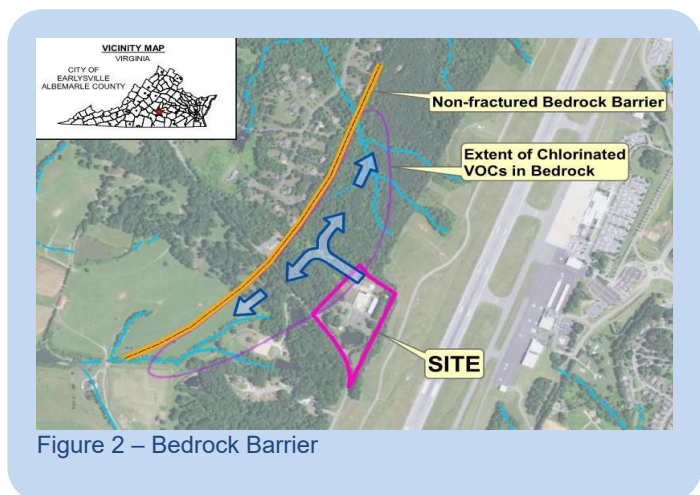 VICINITY MAP
VIRGINIA
CITY OF
EARLYSVILLE
ALBEMARLE COUNTY
Non-fractured Bedrock Barrier
Extent of Chlorinated
VOCs in Bedrock
SITE
Figure 2 – Bedrock Barrier